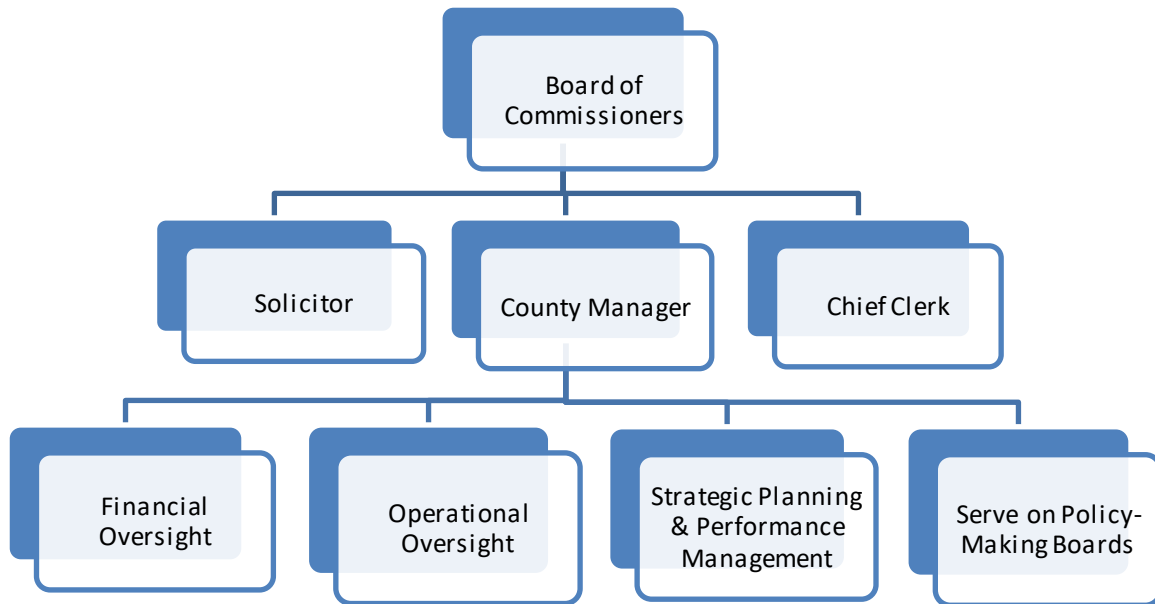 Board of
Commissioners
Solicitor
County Manager
Chief Clerk
Financial
Oversight
Operational
Oversight
Strategic Planning
& Performance
Management
Serve on Policy-
Making Boards